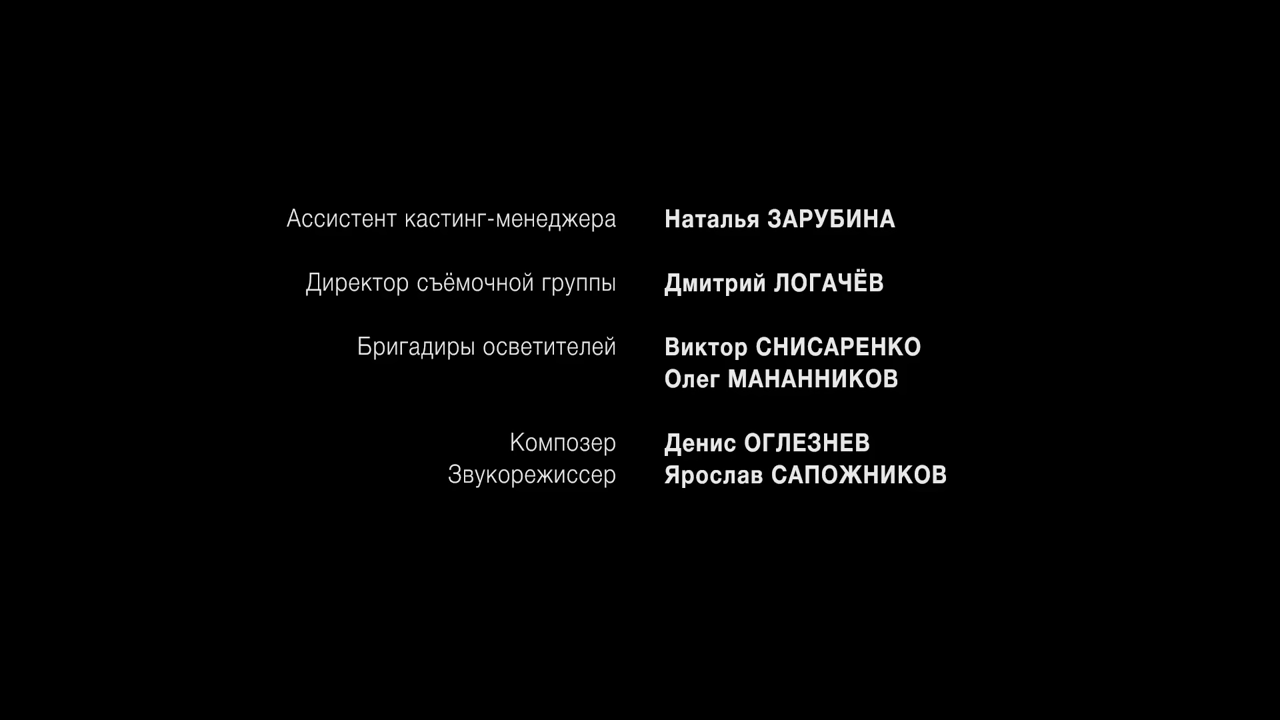 Ассистент кастинг-менеджера Наталья ЗАРУБИНА
Директор съёмочной группы Дмитрий ЛОГАЧЁВ
Бригадиры осветителей Виктор СНИСАРЕНКО
Олег МАНАННИКОВ
Композер Денис ОГЛЕЗНЕВ
Звукорежиссер Ярослав САПОЖНИКОВ